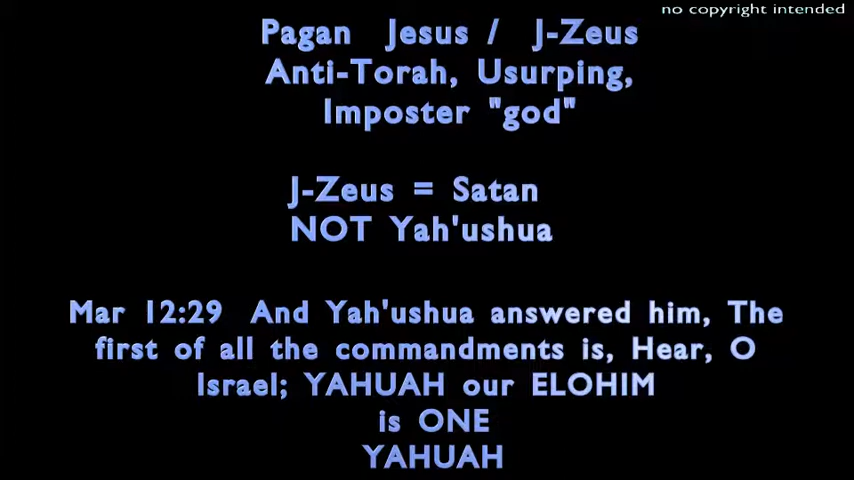 no copyright intended
Pagan Jesus / J-Zeus
Anti-Torah, Usurping,
Imposter "god"
J-Zeus = Satan
NOT Yah'ushua
Mar 12:29 And Yah'ushua answered him, The
first of all the commandments is, Hear, O
Israel; YAHUAH our ELOHIM
is ONE
YAHUAH